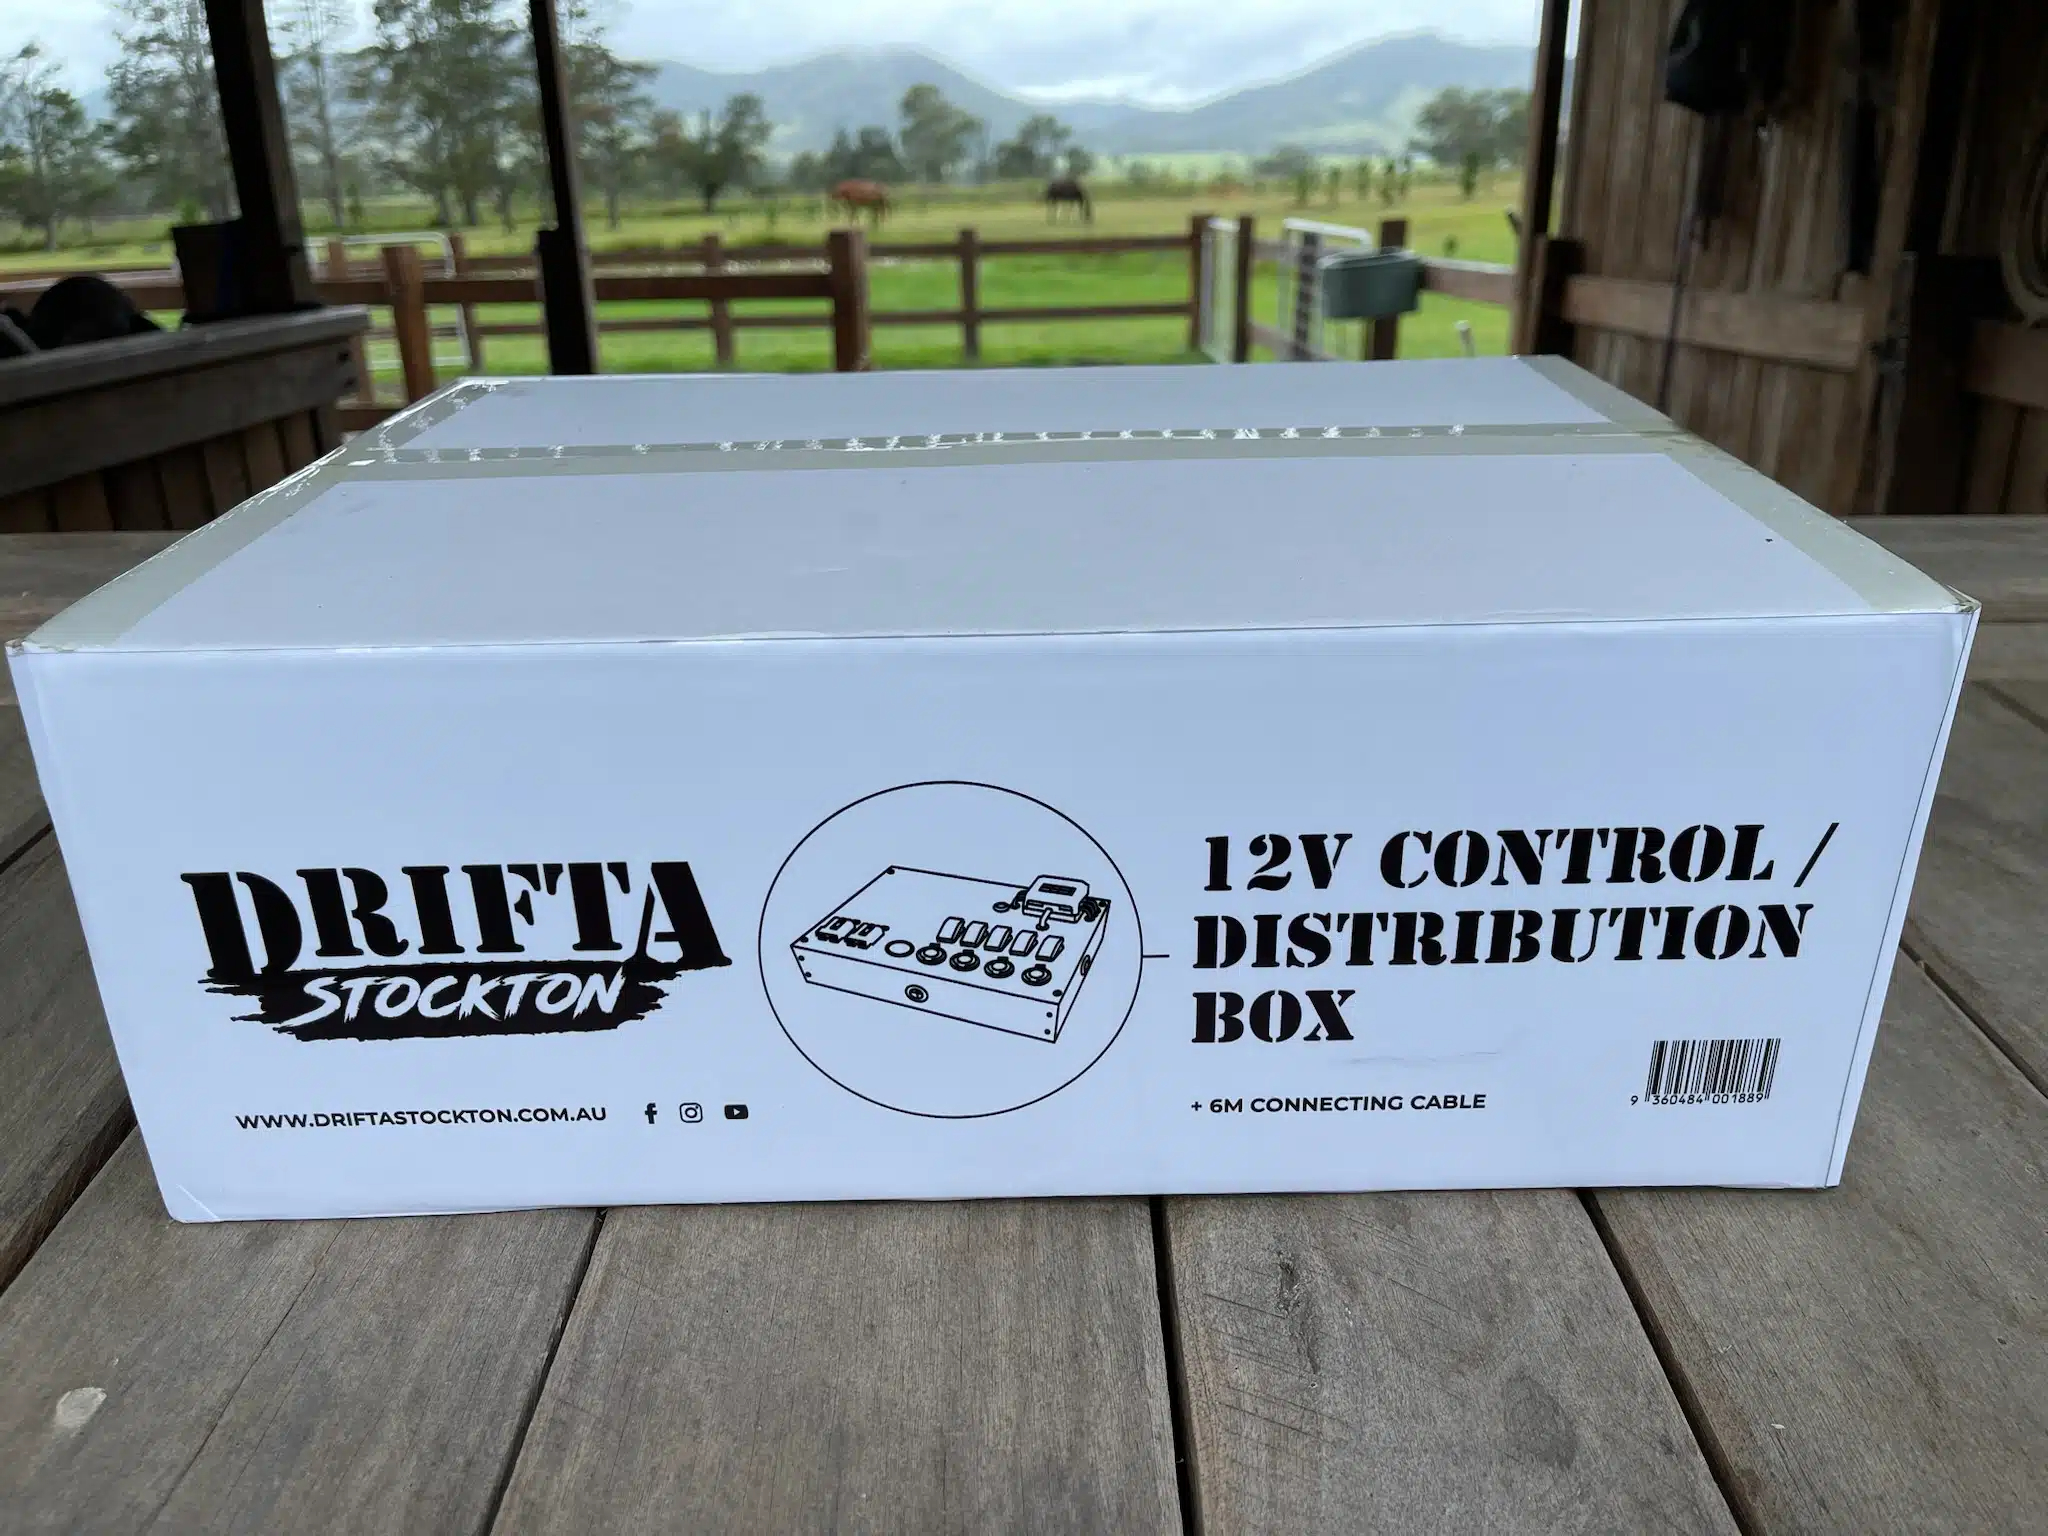 DRIFTA
STOCKTON
WWW.DRIFTASTOCKTON.COM.AU
12V CONTROL /
DISTRIBUTION
BOX
+ 6M CONNECTING CABLE
9 360484 001889